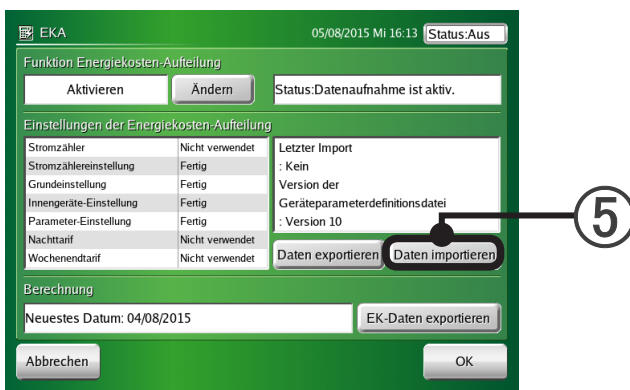 EKA 05/08/2015 Mi 16:13 Status:Aus
Funktion Energiekosten-Aufteilung
Aktivieren Ändern Status:Datenaufnahme ist aktiv.
Einstellungen der Energiekosten-Aufteilung
Stromzähler Nicht verwendet
Stromzählereinstellung Fertig
Grundeinstellung Fertig
Innengeräte-Einstellung Fertig
Parameter-Einstellung Fertig
Nachttarif Nicht verwendet
Wochenendtarif Nicht verwendet
Letzter Import
: Kein
Version der
Geräteparameterdefinitionsdatei
: Version 10
Daten exportieren Daten importieren
5
Berechnung
Neuestes Datum: 04/08/2015 EK-Daten exportieren
Abbrechen OK